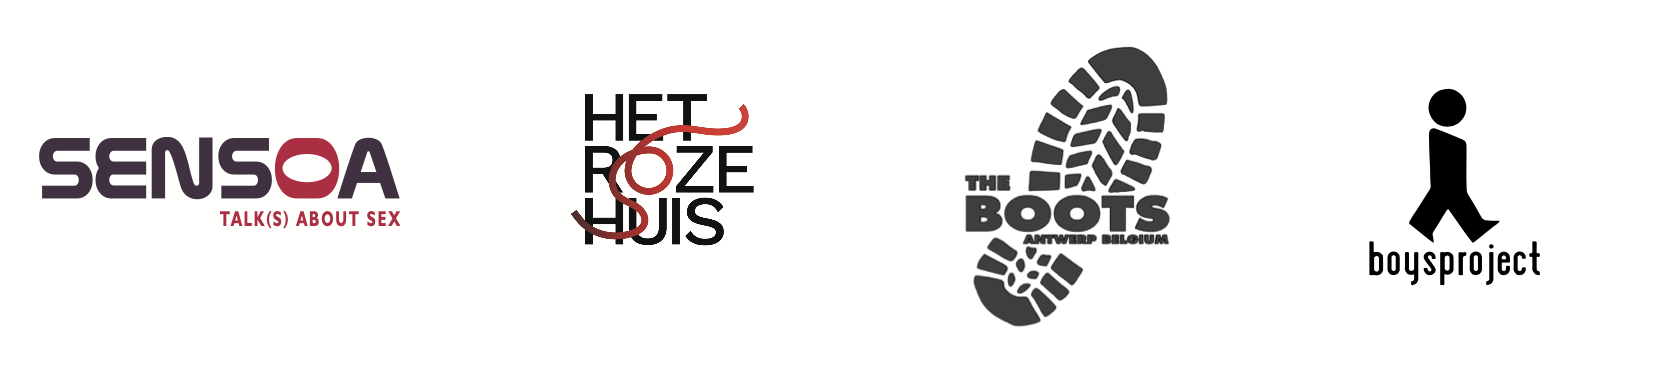 SENSOA
TALK(S) ABOUT SEX
HET
ROZE
HUIS
THE
BOOTS
ANTWERP BELGIUM
boysproject